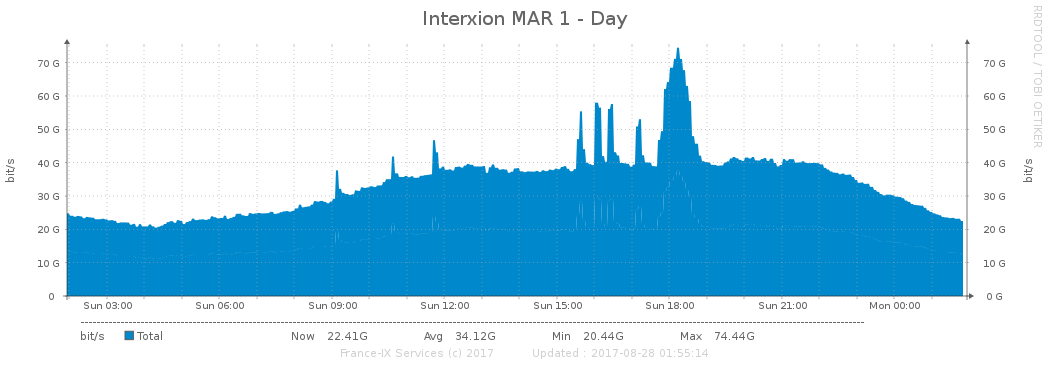 Interxion MAR 1 - Day
RRDTOOL / TOBI OETIKER
bit/s
70 G 70 G
60 G 60 G
50 G 50 G
40 G 40 G
30 G 30 G
20 G 20 G
10 G 10 G
0 0 G
bit/s
Sun 03:00 Sun 06:00 Sun 09:00 Sun 12:00 Sun 15:00 Sun 18:00 Sun 21:00 Mon 00:00
bit/s Total Now 22.41G Avg 34.12G Min 20.44G Max 74.44G
France-IX Services (c) 2017 Updated : 2017-08-28 01:55:14